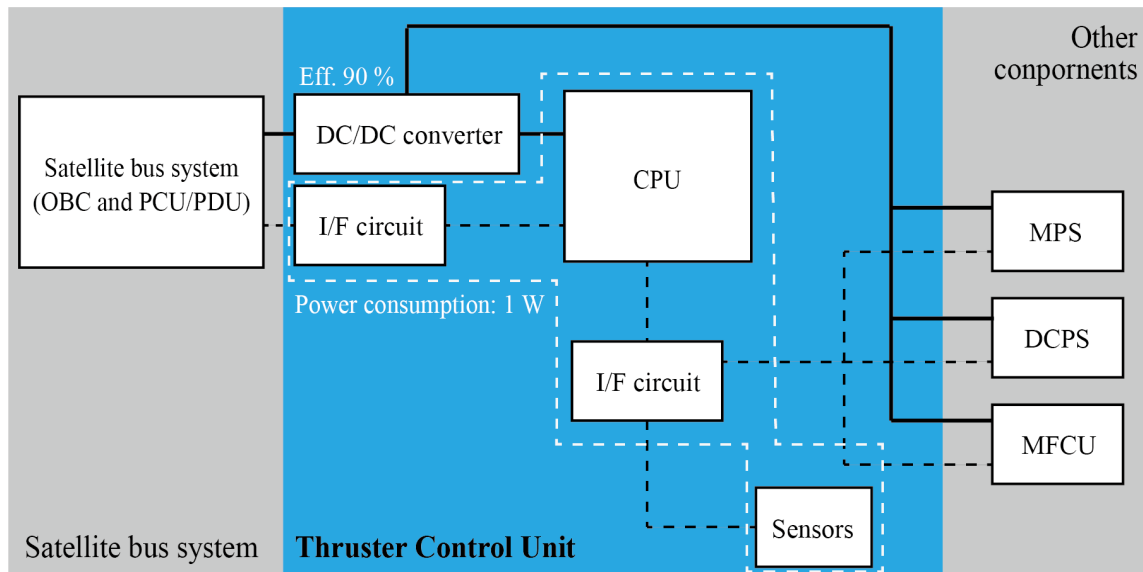 Other
conpornents
Eff. 90 %
DC/DC converter
CPU
Satellite bus system
(OBC and PCU/PDU)
I/F circuit
MPS
Power consumption: 1 W
DCPS
I/F circuit
MFCU
Sensors
Satellite bus system
Thruster Control Unit